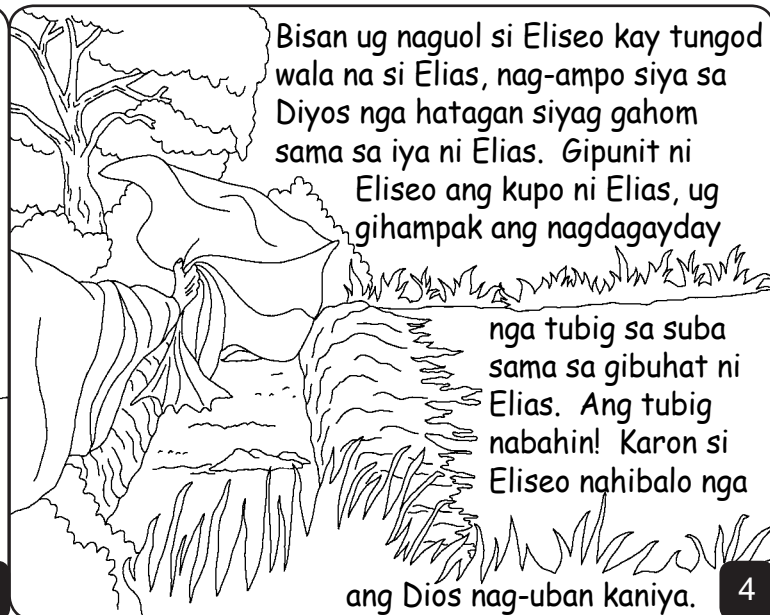 Bisan ug naguol si Eliseo kay tungod
wala na si Elias, nag-ampo siya sa
Diyos nga hatagan siyag gahom
sama sa iya ni Elias.  Gipunit ni
Eliseo ang kupo ni Elias, ug
gihampak ang nagdagayday
nga tubig sa suba
sama sa gibuhat ni
Elias.  Ang tubig
nabahin!  Karon si
Eliseo nahibalo nga
ang Dios nag-uban kaniya.
4